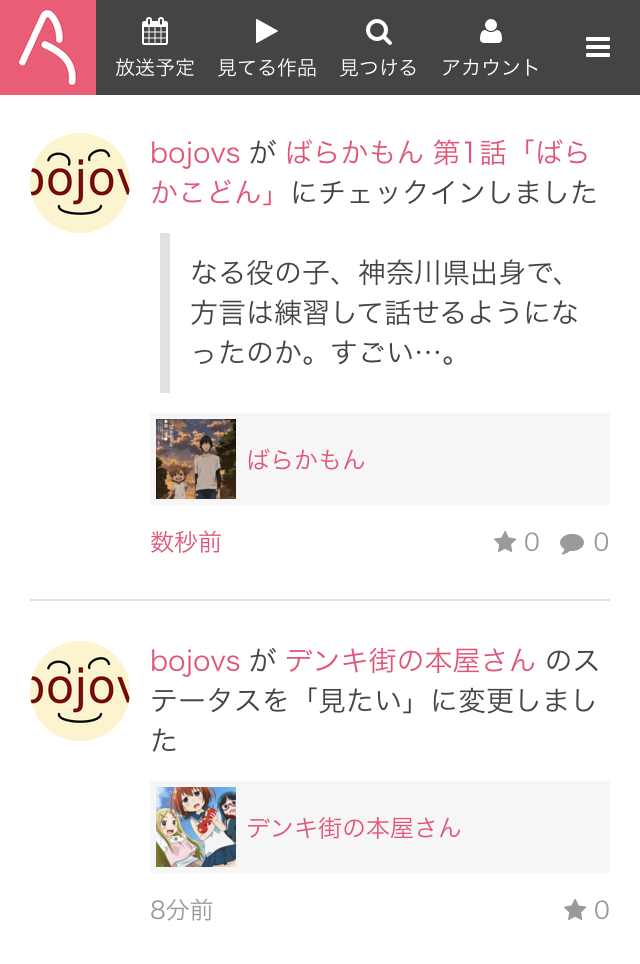 放送予定 見てる作品 見つける アカウント
bojovs が ばらかもん 第1話「ばら
かこどん」にチェックインしました
なる役の子、神奈川県出身で、
方言は練習して話せるようにな
ったのか。すごい…。
ばらかもん
数秒前 0 0
bojovs が デンキ街の本屋さん のス
テータスを「見たい」に変更しまし
た
デンキ街の本屋さん
8分前 0